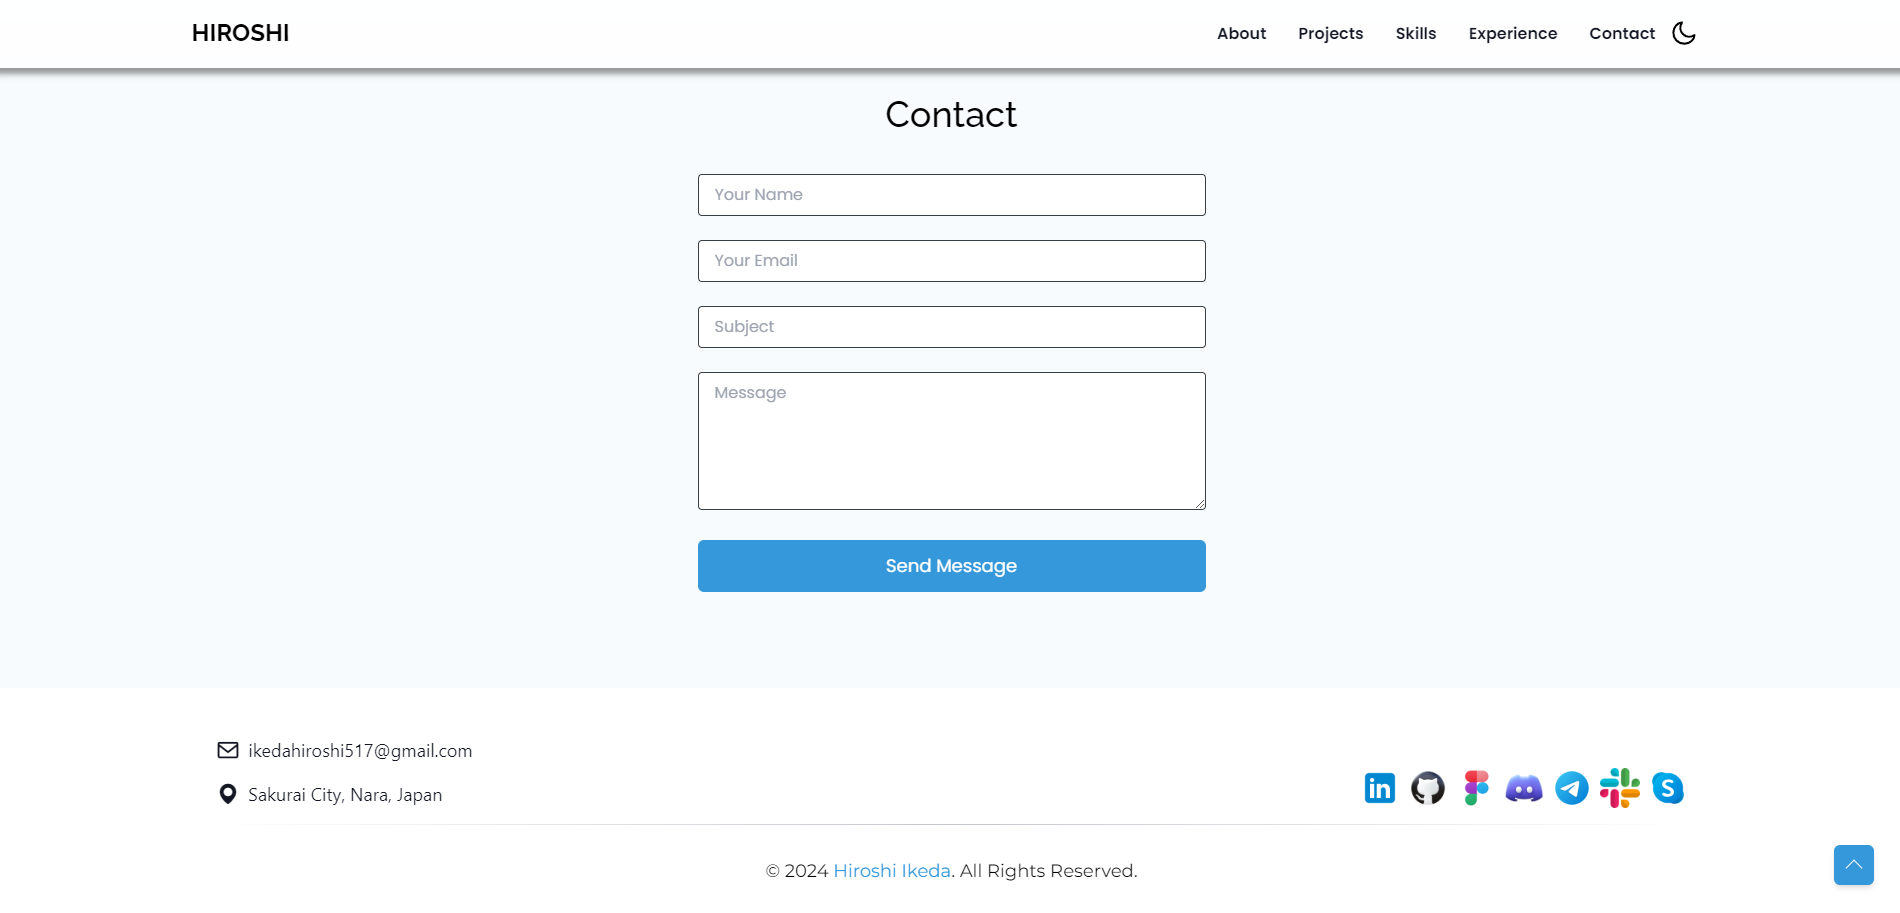 HIROSHI
About Projects Skills Experience Contact
Contact
Your Name
Your Email
Subject
Message
Send Message
ikedahiroshi517@gmail.com
Sakurai City, Nara, Japan
in
S
© 2024 Hiroshi Ikeda. All Rights Reserved.